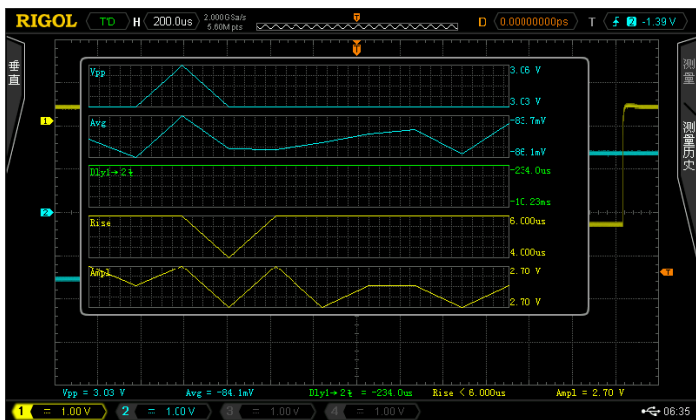 RIGOL T'D H 200.0us 2.000GSa/s 5.60M pts D 0.00000000ps T 2 -1.39 V
垂直
测量
测量历史
T
1
2
T
Vpp 3.06 V
3.03 V
Avg -83.7mV
-86.1mV
Dly1→2 -234.0us
-10.23ms
Rise 6.000us
4.000us
Ampl 2.70 V
2.70 V
Vpp = 3.03 V Avg = -84.1mV Dly1→2 = -234.0us Rise < 6.000us Ampl = 2.70 V
1 = 1.00 V 2 = 1.00 V 3 = 1.00 V 4 = 1.00 V 06:35